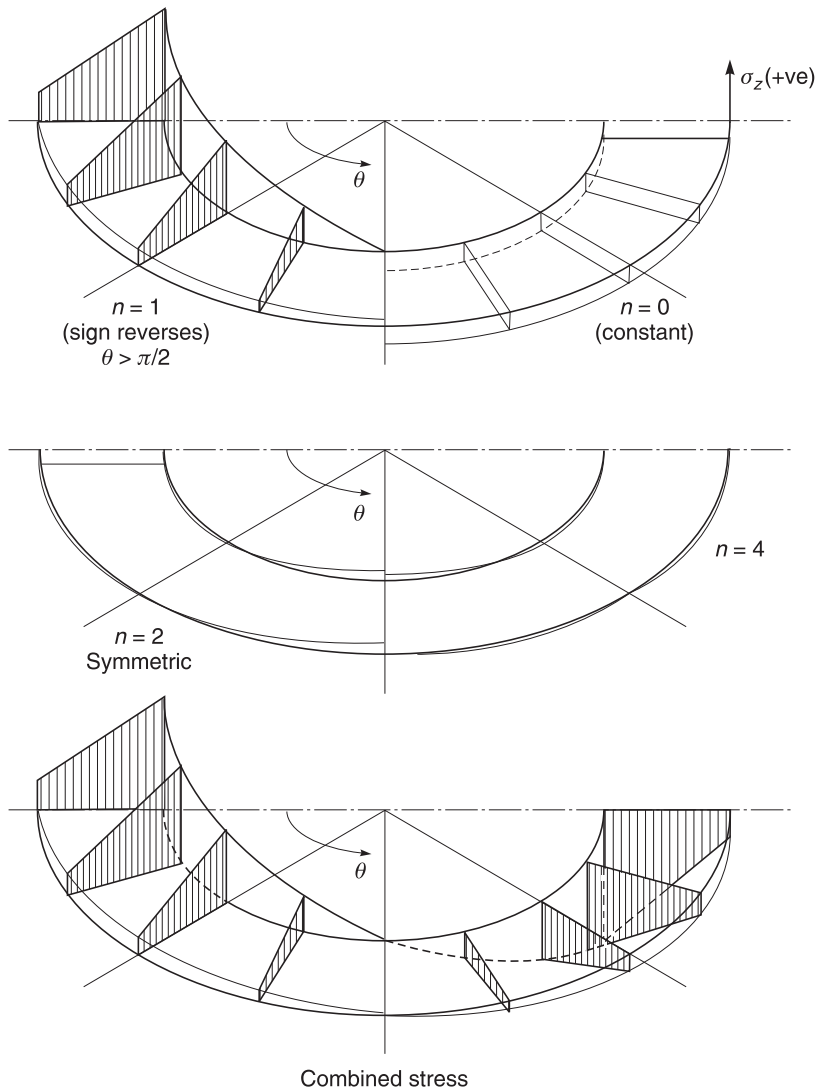 σz(+ve)
θ
n = 1
(sign reverses)
θ > π/2
n = 0
(constant)
θ
n = 4
n = 2
Symmetric
θ
Combined stress